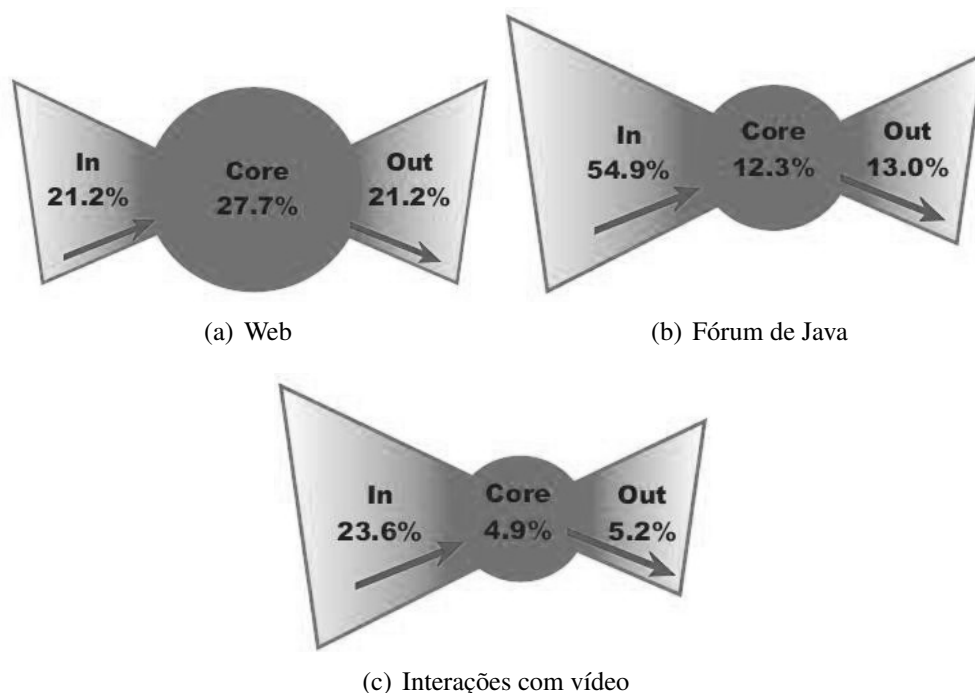 In
21.2%
Core
27.7%
Out
21.2%
(a) Web
In
54.9%
Core
12.3%
Out
13.0%
(b) Fórum de Java
In
23.6%
Core
4.9%
Out
5.2%
(c) Interações com vídeo